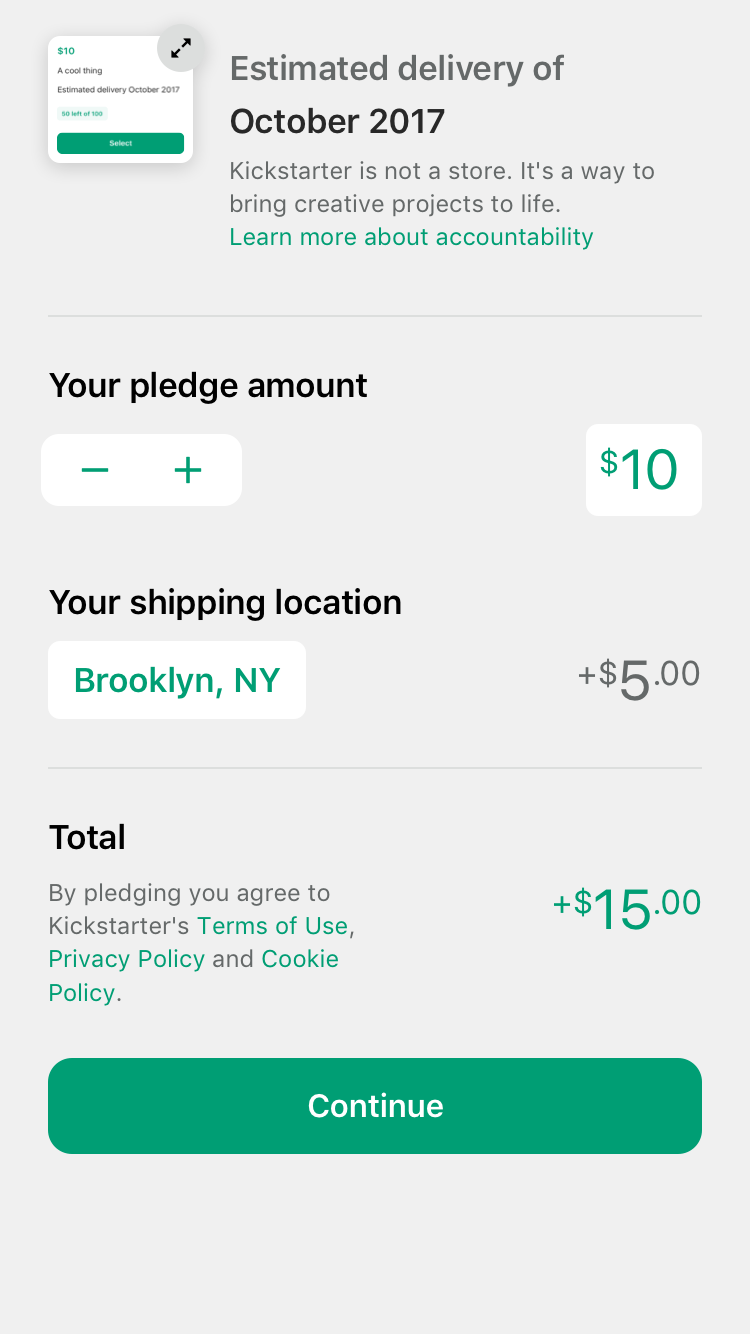 $10
A cool thing
Estimated delivery October 2017
50 left of 100
Select
Estimated delivery of
October 2017
Kickstarter is not a store. It's a way to
bring creative projects to life.
Learn more about accountability
Your pledge amount
$10
Your shipping location
Brooklyn, NY
+$5.00
Total
By pledging you agree to
Kickstarter's Terms of Use,
Privacy Policy and Cookie
Policy.
+$15.00
Continue